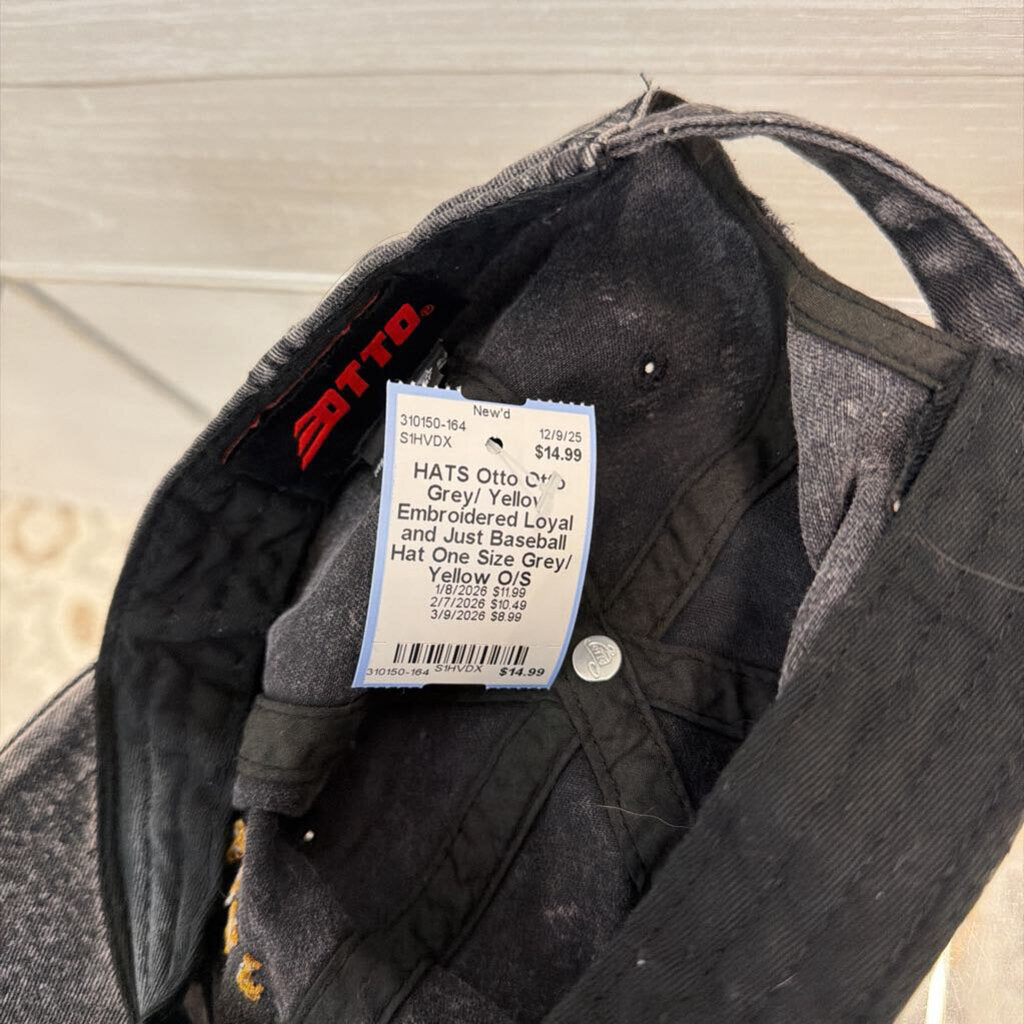 OTTO®
New'd
310150-164 12/9/25
S1HVDX $14.99
HATS Otto Otto
Grey/ Yellow
Embroidered Loyal
and Just Baseball
Hat One Size Grey/
Yellow O/S
1/8/2026 $11.99
2/7/2026 $10.49
3/9/2026 $8.99
310150-164 S1HVDX $14.99